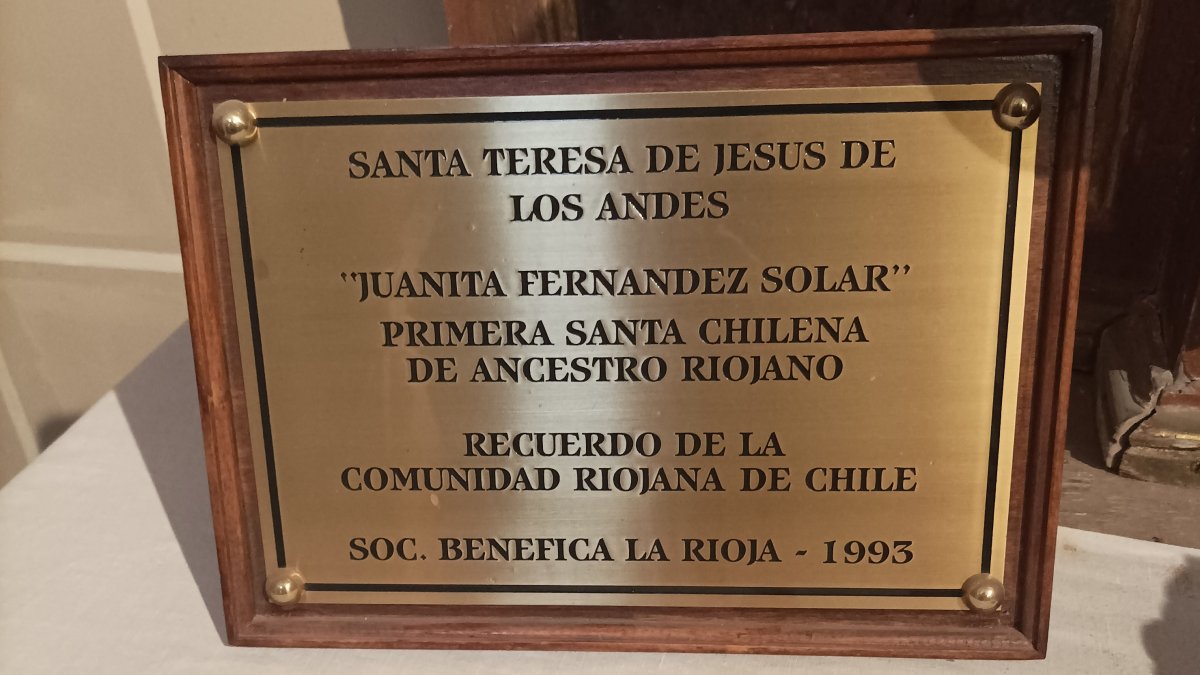 SANTA TERESA DE JESUS DE
LOS ANDES
"JUANITA FERNANDEZ SOLAR"
PRIMERA SANTA CHILENA
DE ANCESTRO RIOJANO
RECUERDO DE LA
COMUNIDAD RIOJANA DE CHILE
SOC. BENEFICA LA RIOJA - 1993